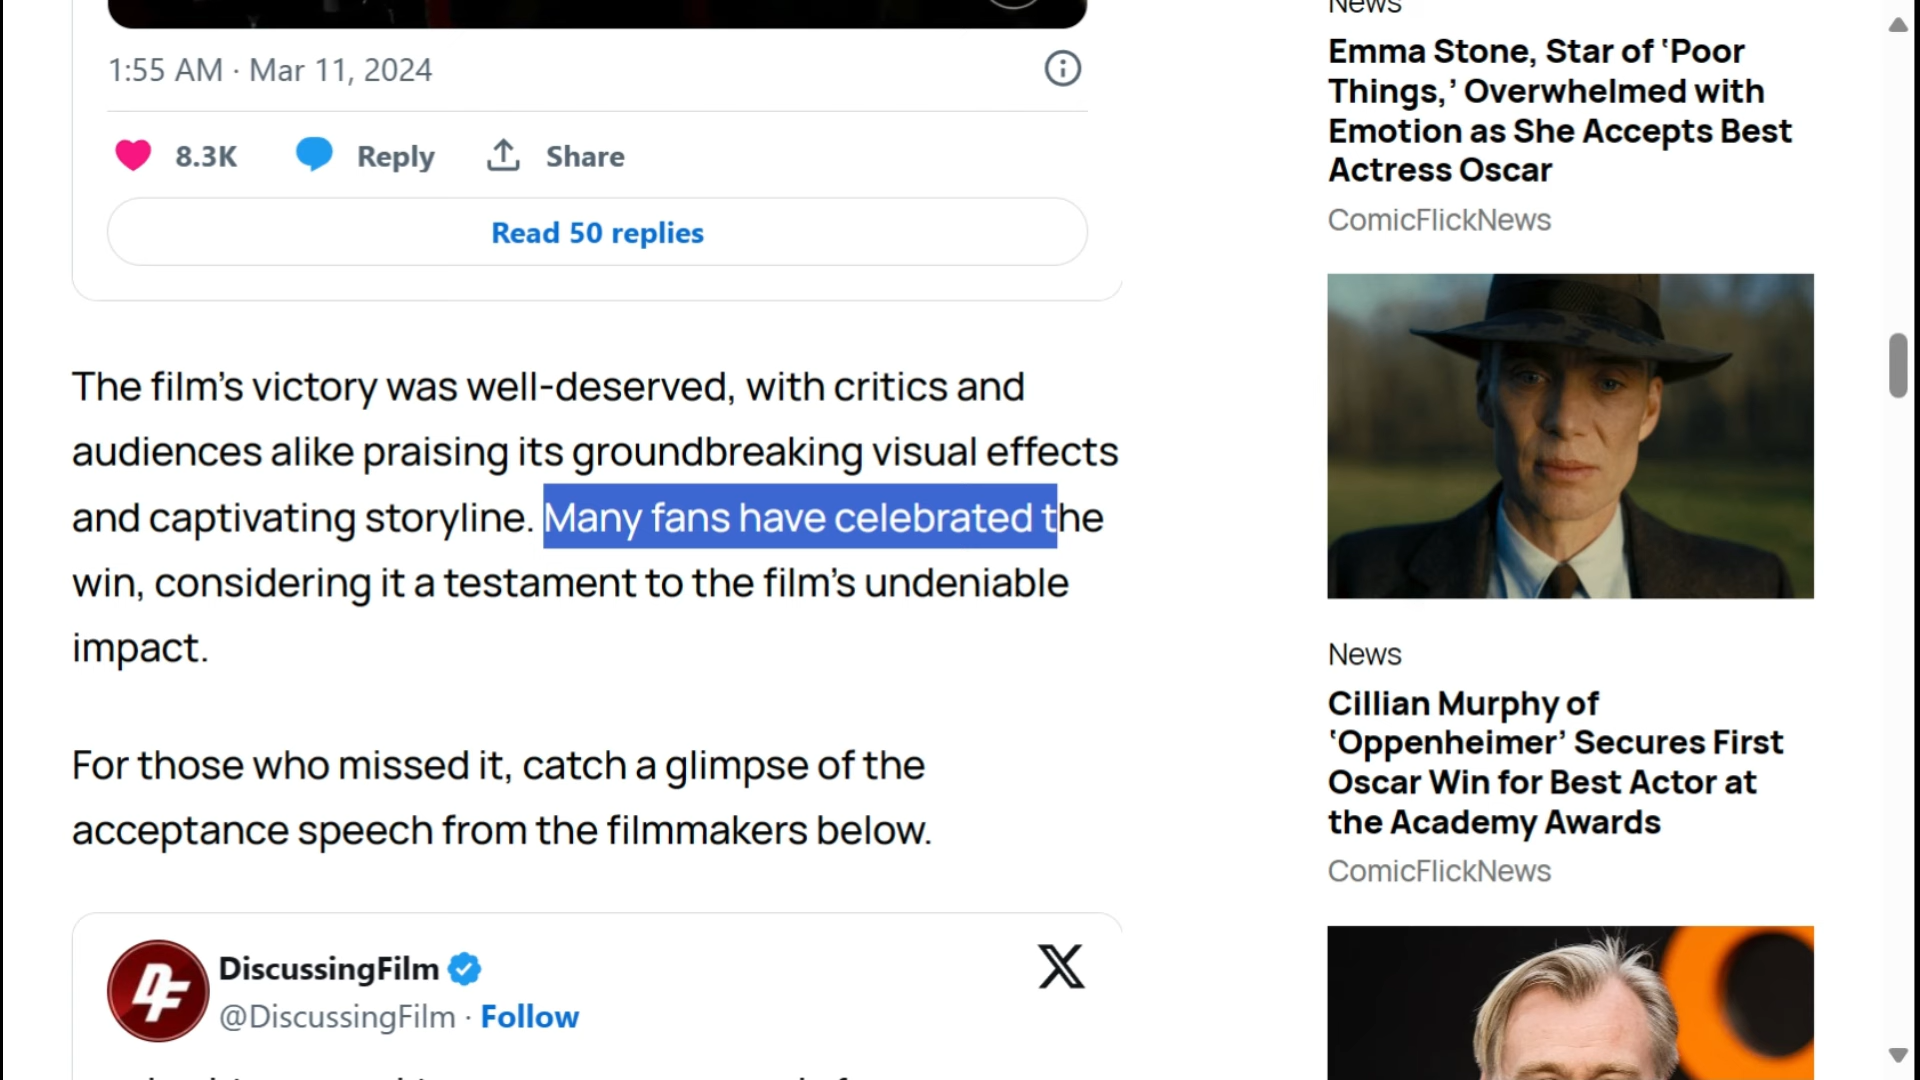 1:55 AM · Mar 11, 2024
8.3K Reply Share
Read 50 replies
The film's victory was well-deserved, with critics and
audiences alike praising its groundbreaking visual effects
and captivating storyline. Many fans have celebrated the
win, considering it a testament to the film's undeniable
impact.
For those who missed it, catch a glimpse of the
acceptance speech from the filmmakers below.
DiscussingFilm
@DiscussingFilm · Follow
News
Emma Stone, Star of ‘Poor
Things,’ Overwhelmed with
Emotion as She Accepts Best
Actress Oscar
ComicFlickNews
News
Cillian Murphy of
‘Oppenheimer’ Secures First
Oscar Win for Best Actor at
the Academy Awards
ComicFlickNews